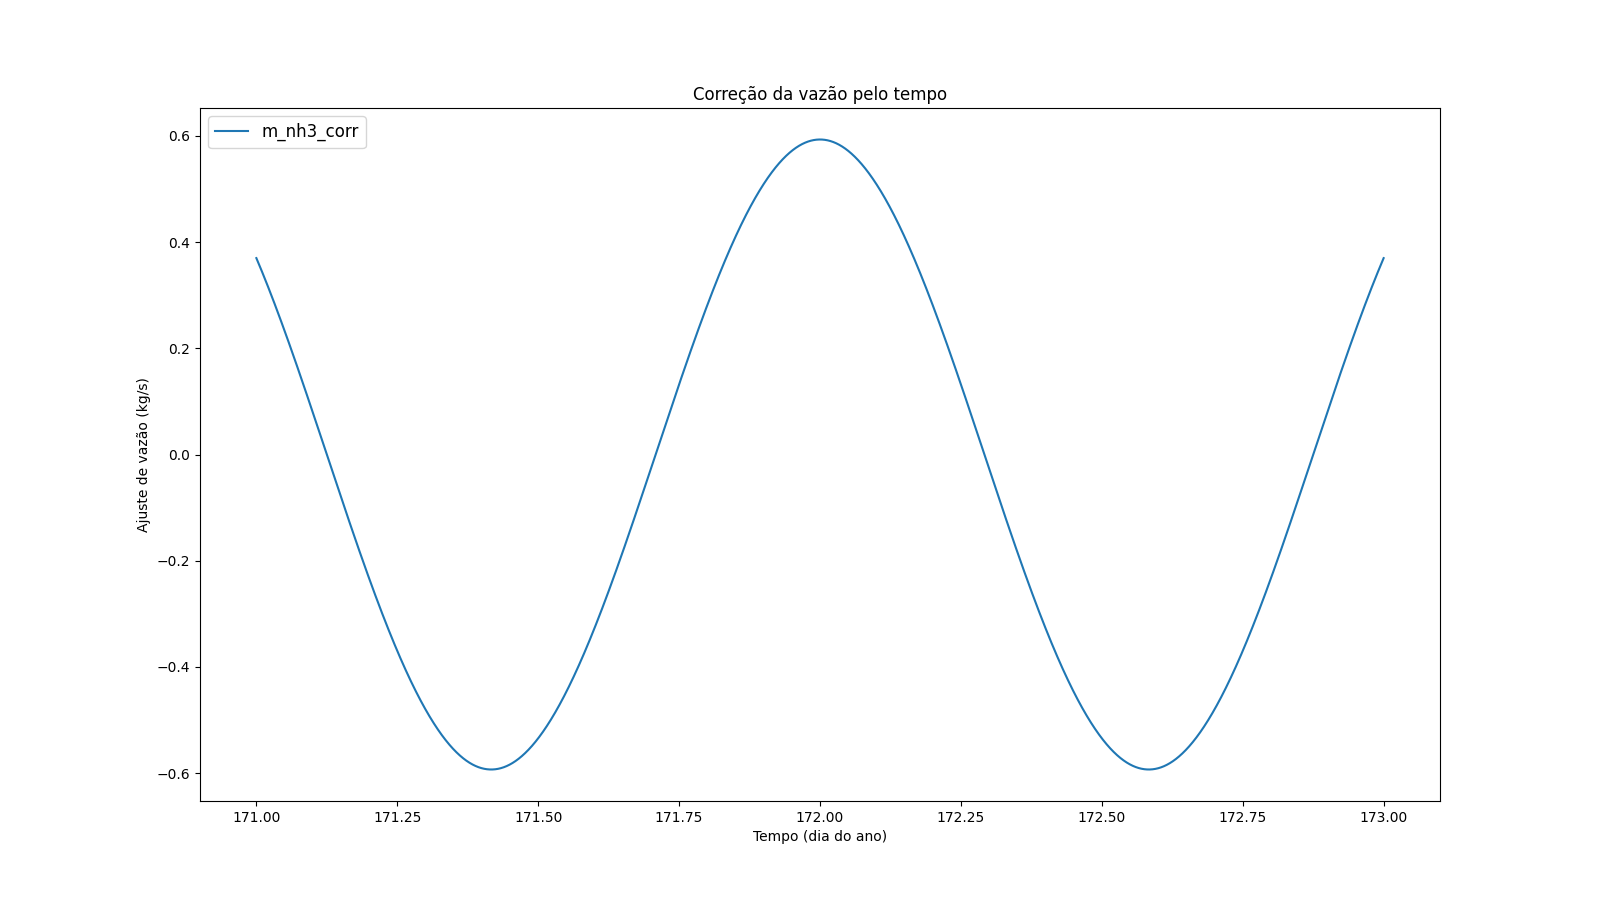 Correção da vazão pelo tempo
m_nh3_corr
Ajuste de vazão (kg/s)
0.6
0.4
0.2
0.0
−0.2
−0.4
−0.6
171.00 171.25 171.50 171.75 172.00 172.25 172.50 172.75 173.00
Tempo (dia do ano)